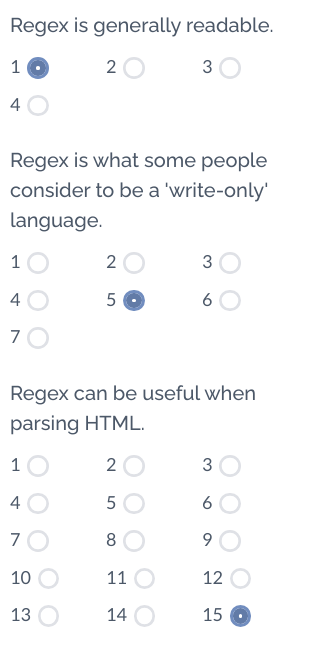 Regex is generally readable.
1 2 3
4
Regex is what some people
consider to be a 'write-only'
language.
1 2 3
4 5 6
7
Regex can be useful when
parsing HTML.
1 2 3
4 5 6
7 8 9
10 11 12
13 14 15